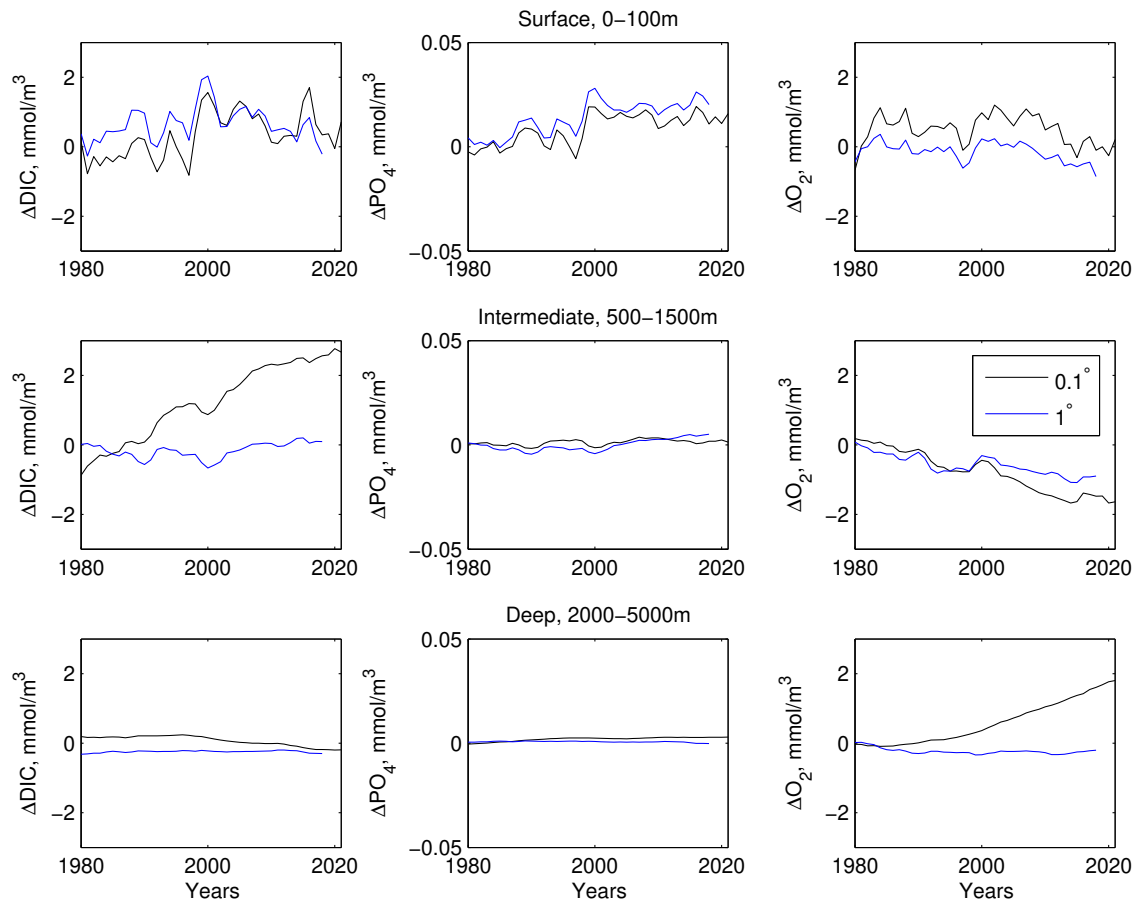 Surface, 0−100m
ΔDIC, mmol/m³
2
0
−2
1980 2000 2020
ΔPO₄, mmol/m³
0.05
0
−0.05
1980 2000 2020
ΔO₂, mmol/m³
2
0
−2
1980 2000 2020
Intermediate, 500−1500m
ΔDIC, mmol/m³
2
0
−2
1980 2000 2020
ΔPO₄, mmol/m³
0.05
0
−0.05
1980 2000 2020
ΔO₂, mmol/m³
2
0
−2
1980 2000 2020
0.1°
1°
Deep, 2000−5000m
ΔDIC, mmol/m³
2
0
−2
1980 2000 2020
Years
ΔPO₄, mmol/m³
0.05
0
−0.05
1980 2000 2020
Years
ΔO₂, mmol/m³
2
0
−2
1980 2000 2020
Years